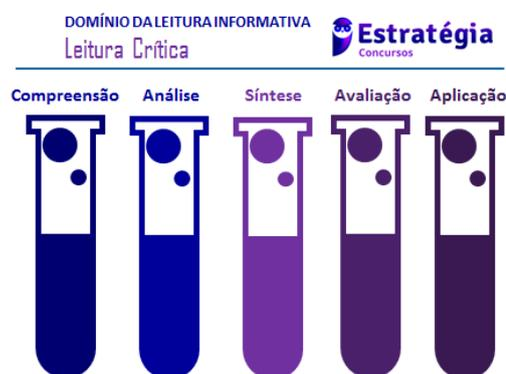 DOMÍNIO DA LEITURA INFORMATIVA
Leitura Crítica
Estratégia
Concursos
Compreensão Análise Síntese Avaliação Aplicação